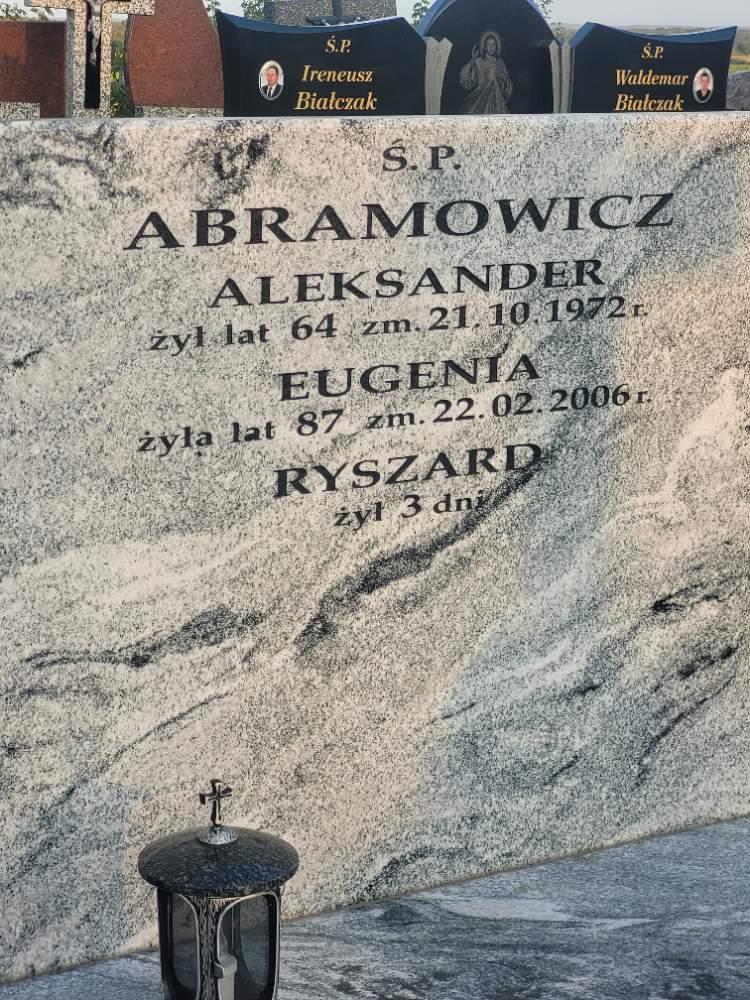 Ś.P.
Ireneusz
Białczak
Ś.P.
Waldemar
Białczak
Ś.P.
ABRAMOWICZ
ALEKSANDER
żył lat 64 zm. 21.10.1972 r.
EUGENIA
żyła lat 87 zm. 22.02.2006 r.
RYSZARD
żył 3 dni